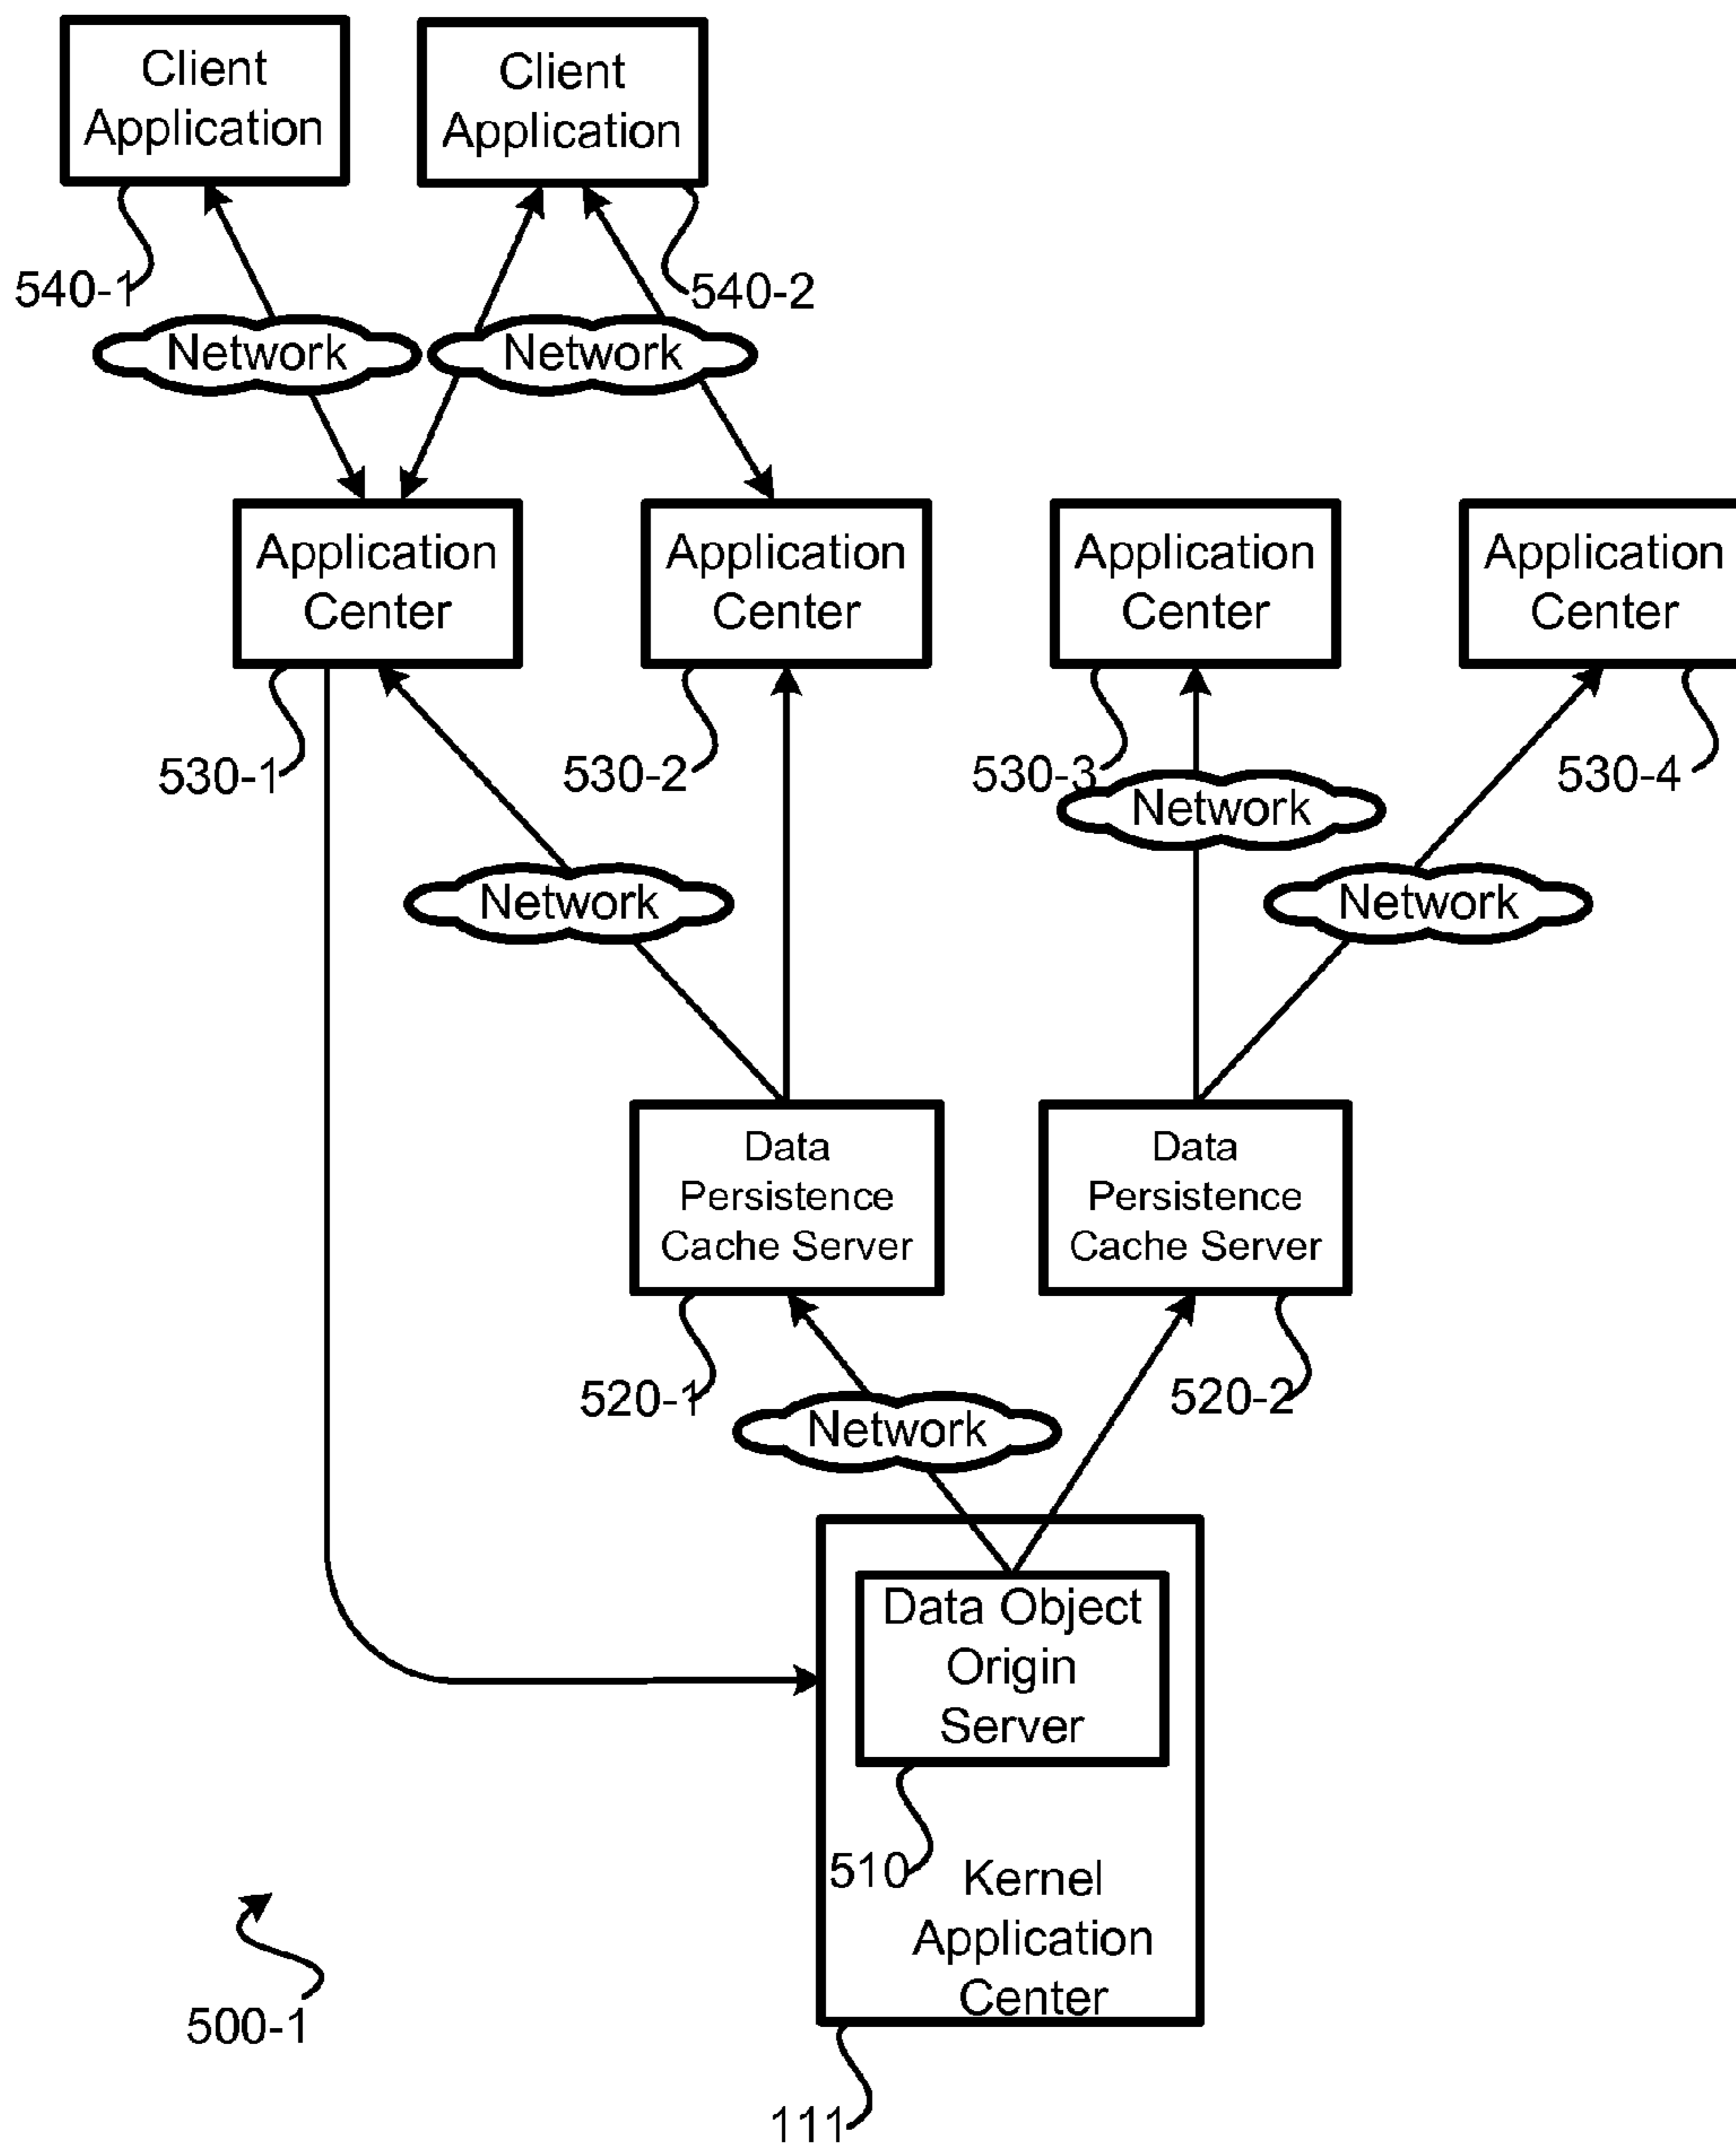 Client
Application
Client
Application
540-1
540-2
Network
Network
Application
Center
Application
Center
Application
Center
Application
Center
530-1
530-2
530-3
530-4
Network
Network
Network
Data
Persistence
Cache Server
Data
Persistence
Cache Server
520-1
520-2
Network
Data Object
Origin
Server
510
Kernel
Application
Center
500-1
111